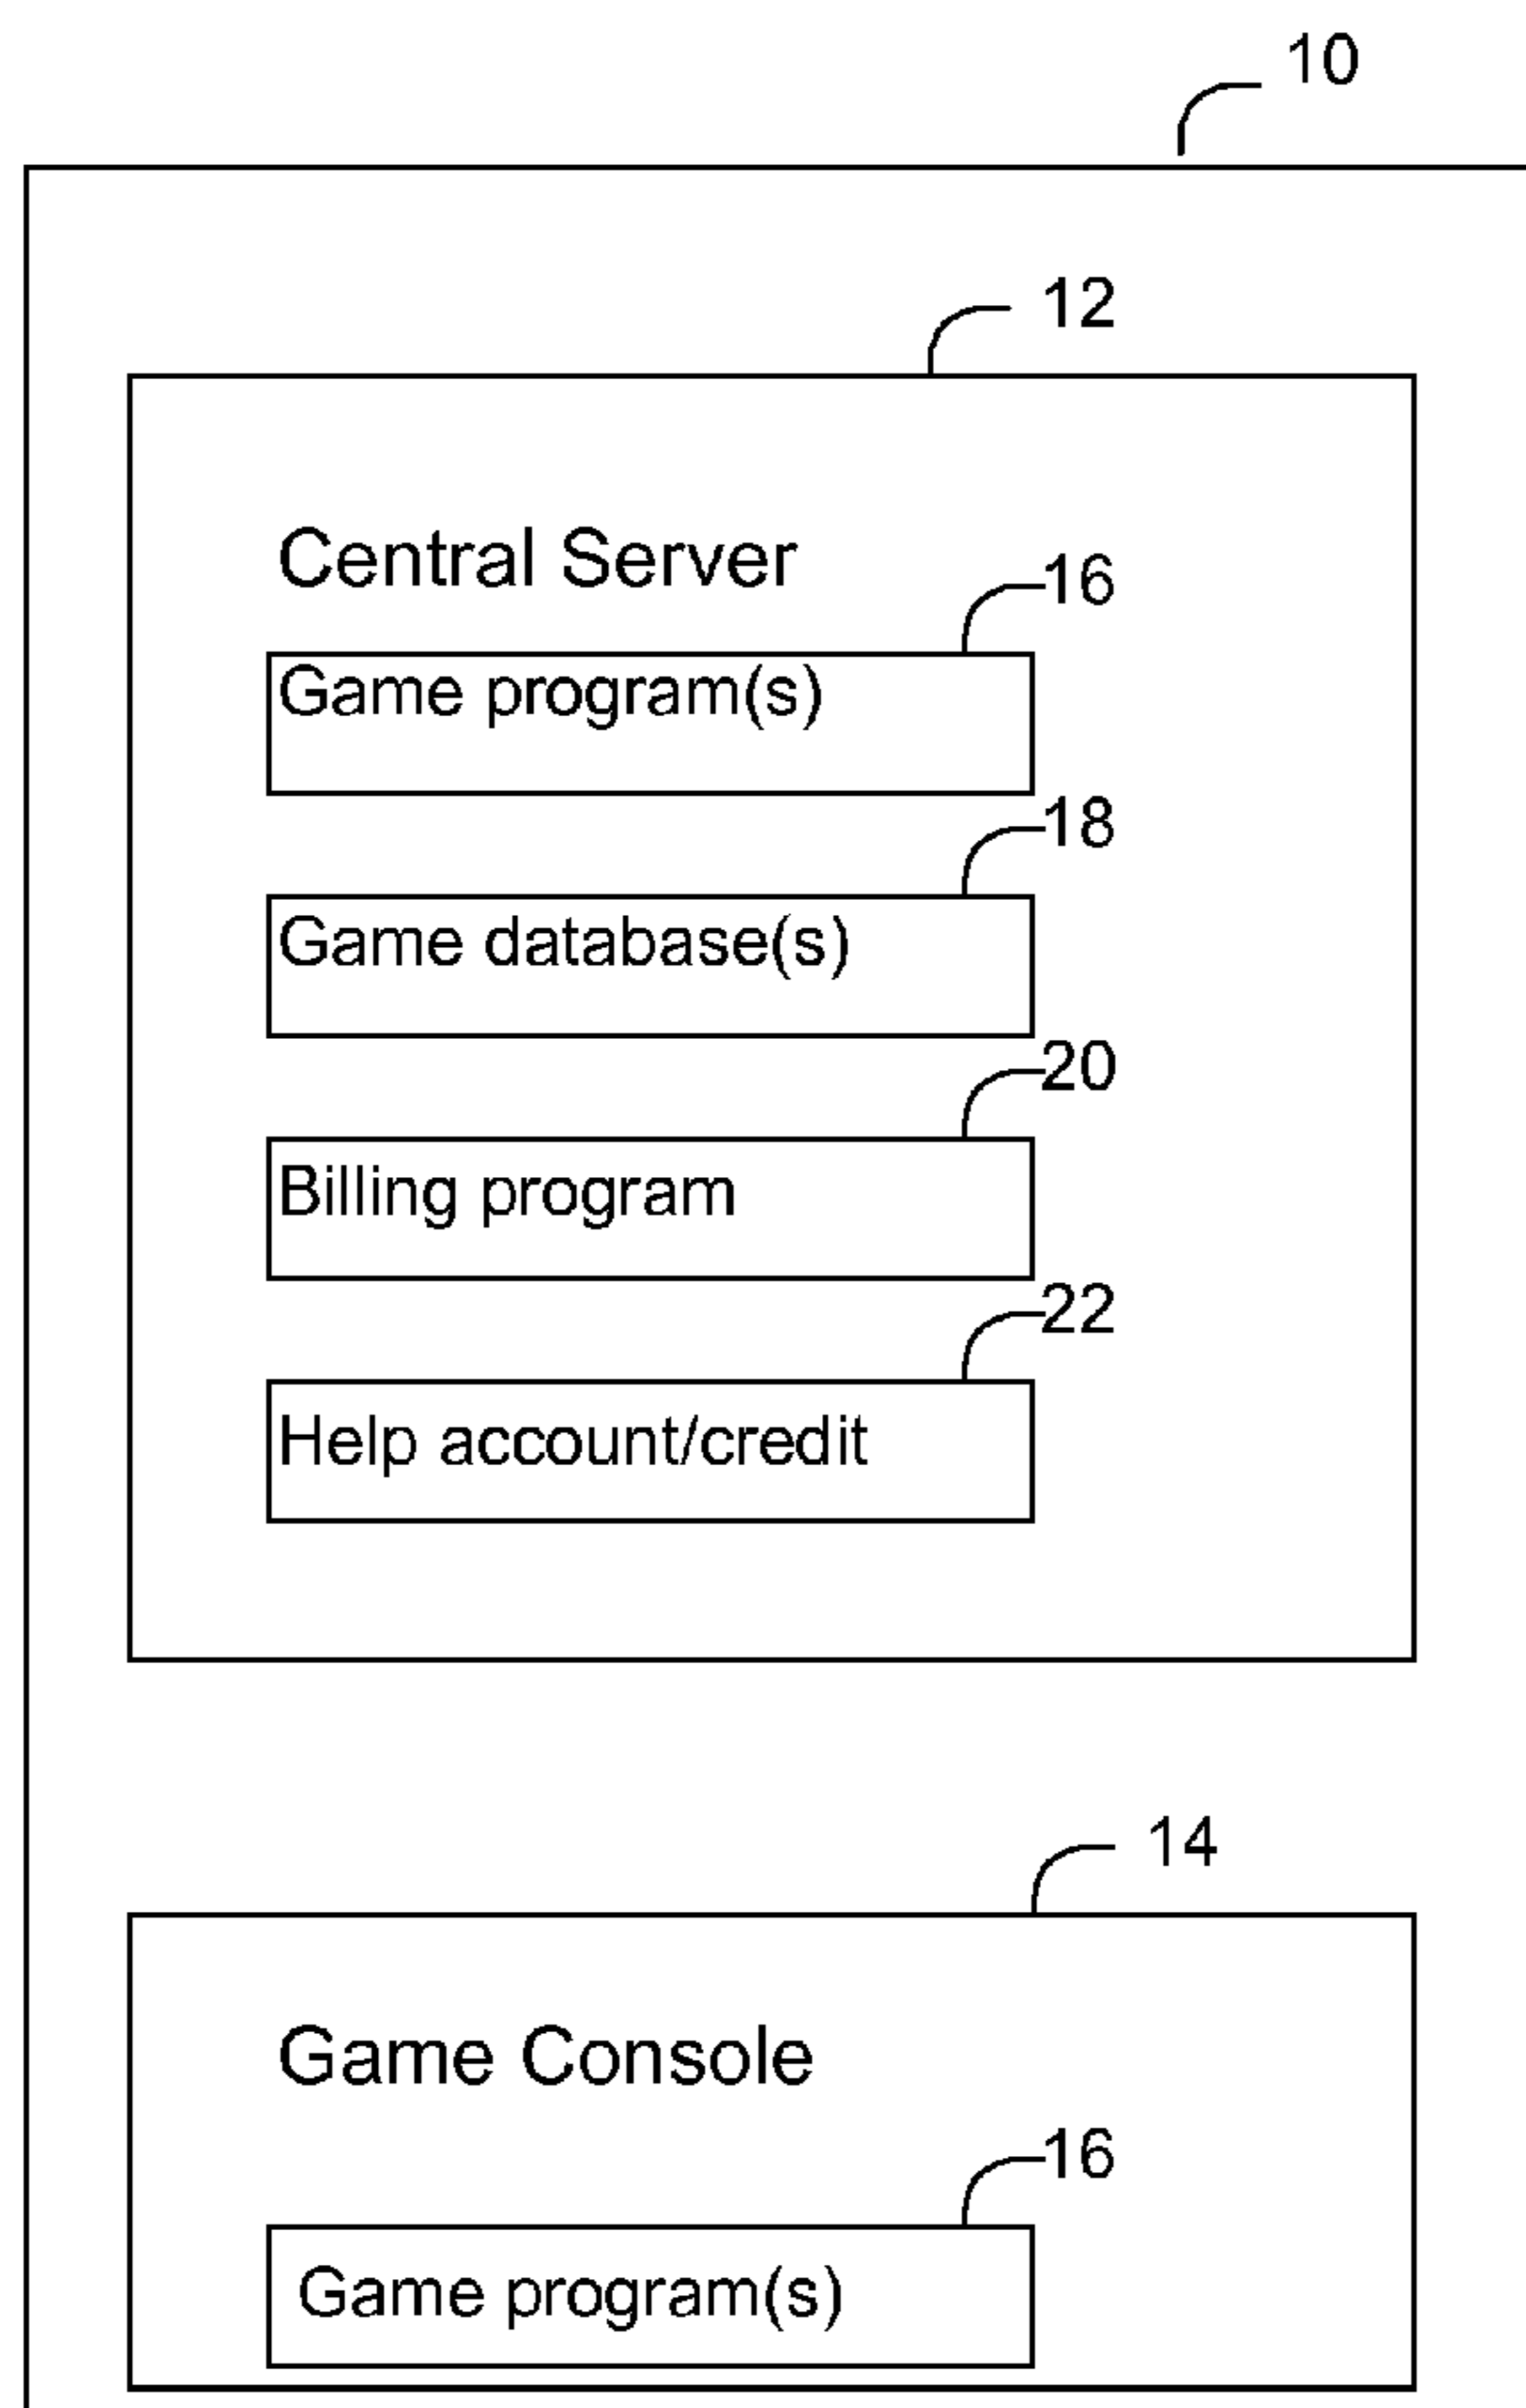 10
12
Central Server
16
Game program(s)
18
Game database(s)
20
Billing program
22
Help account/credit
14
Game Console
16
Game program(s)